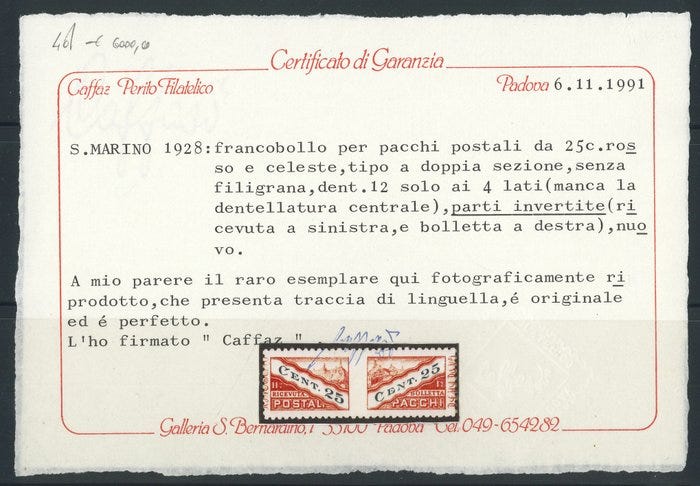 Certificato di Garanzia
Caffaz Perito Filatelico
Padova 6.11.1991
S.MARINO 1928:francobollo per pacchi postali da 25c.ros
so e celeste,tipo a doppia sezione,senza
filigrana,dent.12 solo ai 4 lati(manca la
dentellatura centrale),parti invertite(ri
cevuta a sinistra,e bolletta a destra),nuo
vo.
A mio parere il raro esemplare qui fotograficamente ri
prodotto,che presenta traccia di linguella,é originale
ed é perfetto.
L'ho firmato " Caffaz " .
CENT. 25
RICEVUTA
POSTALI
CENT. 25
BOLLETTA
PACCHI
Galleria S. Bernardino, 35100 Padova Tel. 049-654282